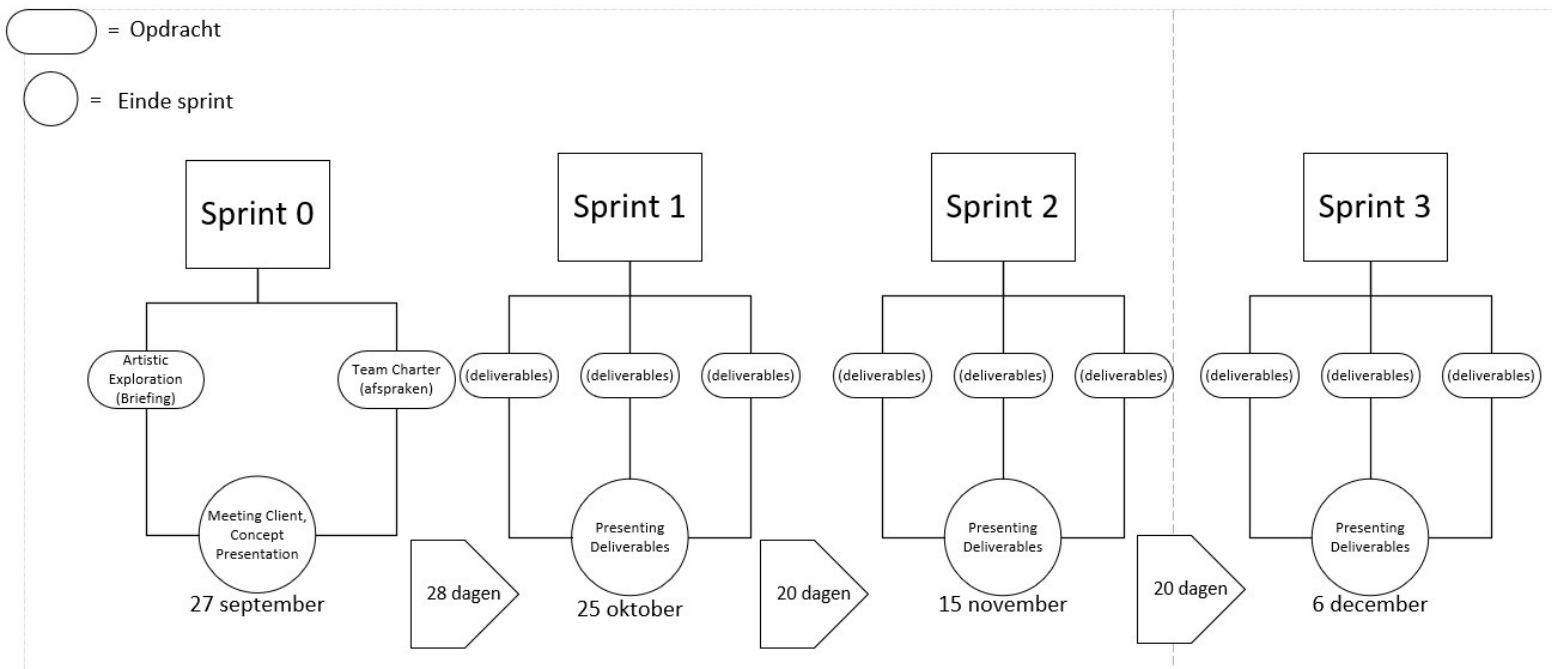 = Opdracht
= Einde sprint
Sprint 0
Sprint 1
Sprint 2
Sprint 3
Artistic
Exploration
(Briefing)
Team Charter
(afspraken)
(deliverables)
(deliverables)
(deliverables)
(deliverables)
(deliverables)
(deliverables)
(deliverables)
(deliverables)
(deliverables)
Meeting Client,
Concept
Presentation
Presenting
Deliverables
Presenting
Deliverables
Presenting
Deliverables
28 dagen
20 dagen
20 dagen
27 september
25 oktober
15 november
6 december